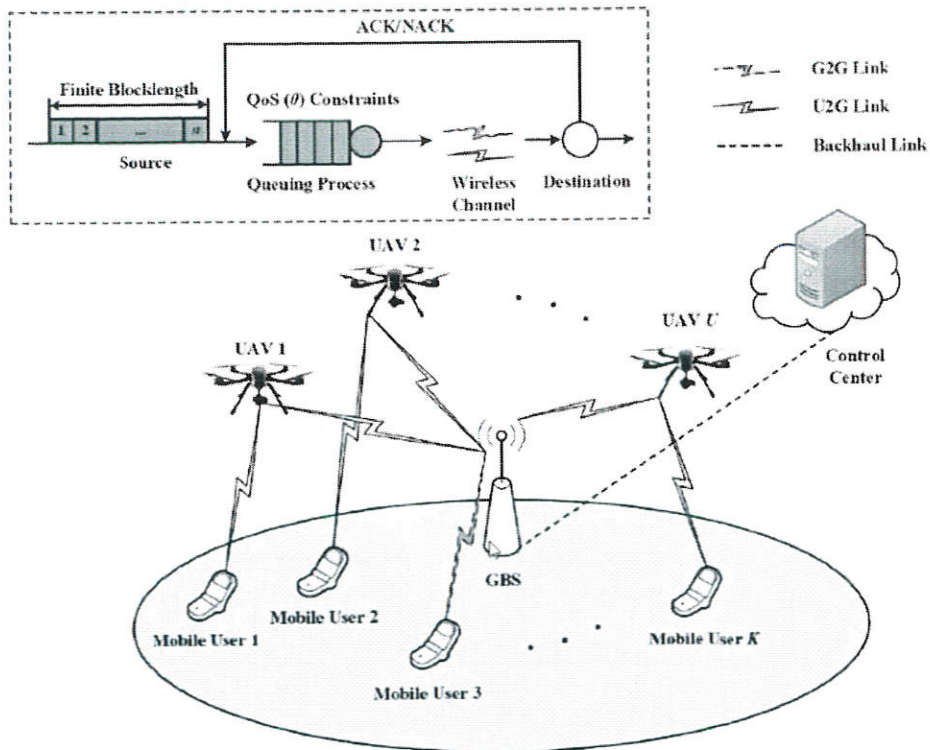 ACK/NACK
Finite Blocklength
1 2 ... n
Source
QoS (θ) Constraints
Queuing Process
Wireless
Channel
Destination
G2G Link
U2G Link
Backhaul Link
UAV 2
UAV 1
UAV U
Control
Center
GBS
Mobile User 1
Mobile User 2
Mobile User K
Mobile User 3